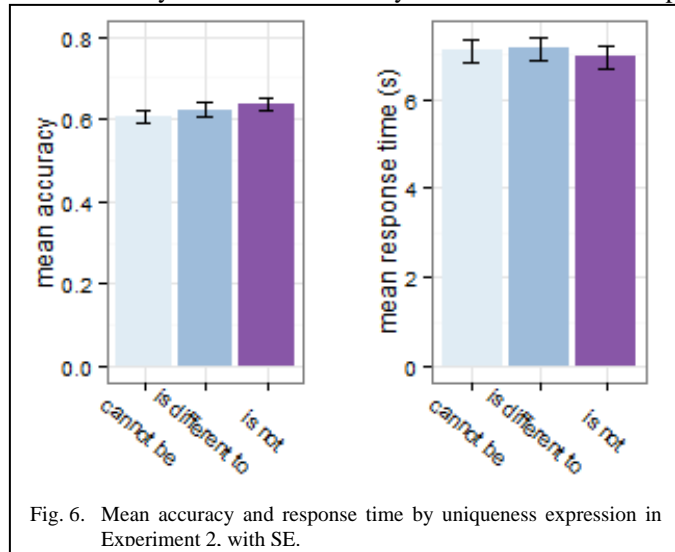 0.8
0.6
0.4
0.2
0.0
mean accuracy
cannot be
is different to
is not
6
4
2
0
mean response time (s)
cannot be
is different to
is not
Fig. 6. Mean accuracy and response time by uniqueness expression in
Experiment 2, with SE.